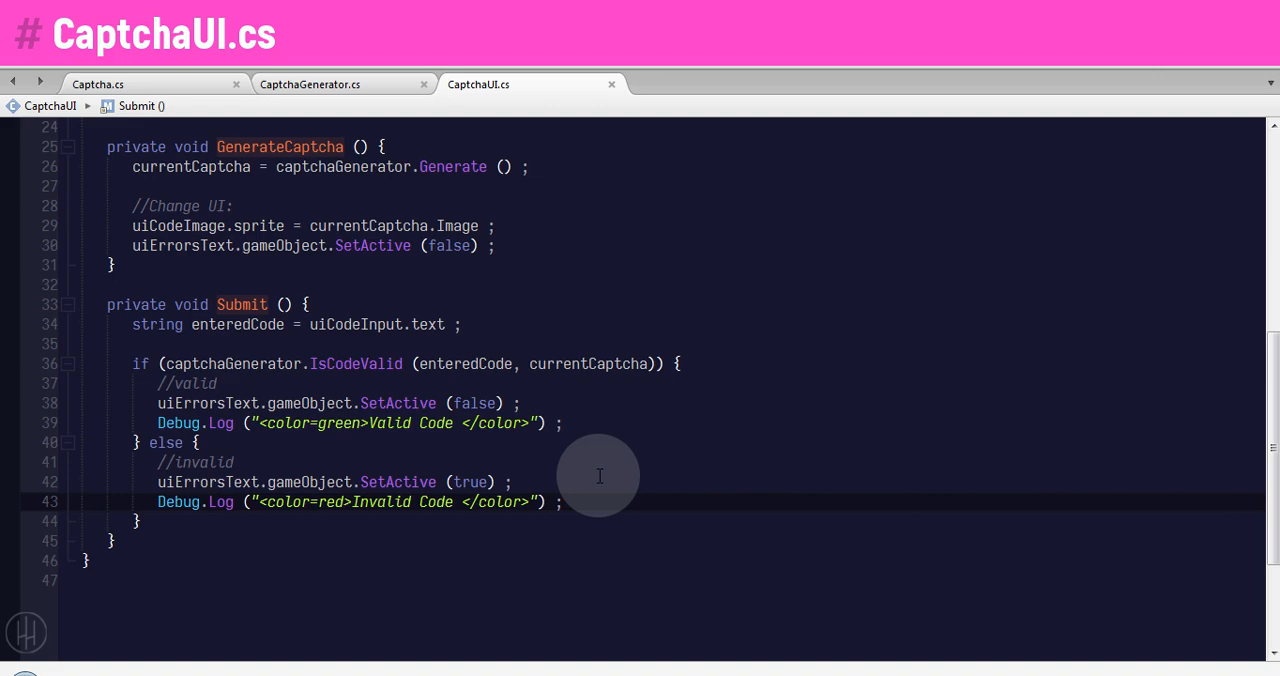 # CaptchaUI.cs
Captcha.cs × CaptchaGenerator.cs × CaptchaUI.cs ×
CaptchaUI ▸ Submit ()
24
25 private void GenerateCaptcha () {
26 currentCaptcha = captchaGenerator.Generate () ;
27
28 //Change UI:
29 uiCodeImage.sprite = currentCaptcha.Image ;
30 uiErrorsText.gameObject.SetActive (false) ;
31 }
32
33 private void Submit () {
34 string enteredCode = uiCodeInput.text ;
35
36 if (captchaGenerator.IsCodeValid (enteredCode, currentCaptcha)) {
37 //valid
38 uiErrorsText.gameObject.SetActive (false) ;
39 Debug.Log ("<color=green>Valid Code </color>") ;
40 } else {
41 //invalid
42 uiErrorsText.gameObject.SetActive (true) ;
43 Debug.Log ("<color=red>Invalid Code </color>") ;
44 }
45 }
46 }
47